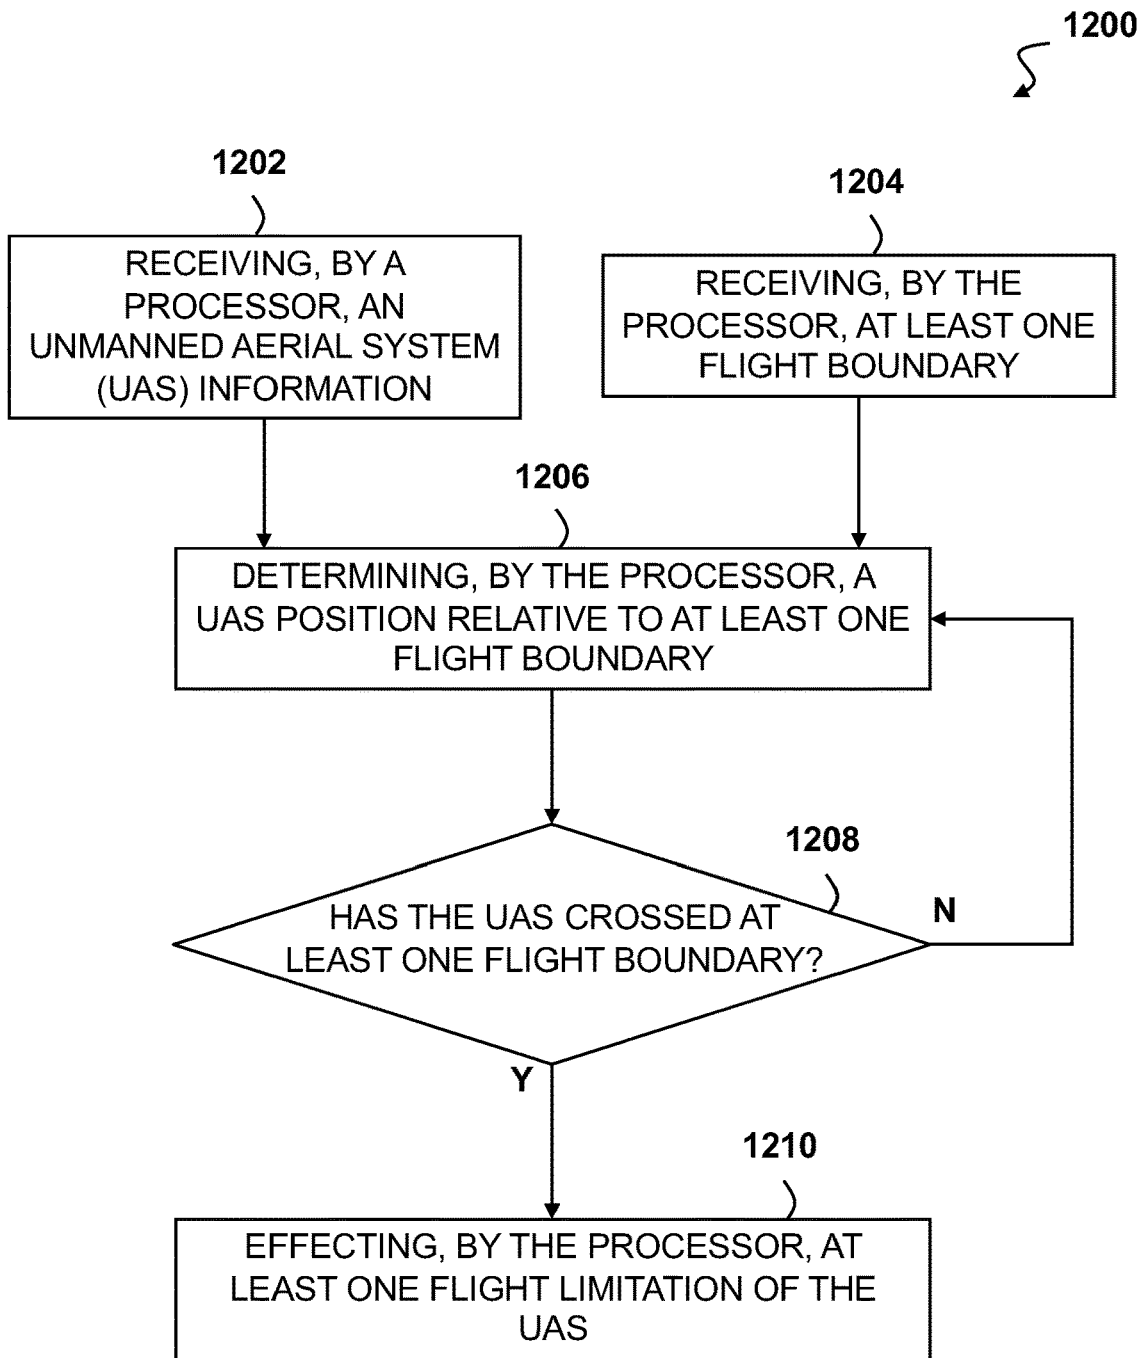 1200
1202
RECEIVING, BY A
PROCESSOR, AN
UNMANNED AERIAL SYSTEM
(UAS) INFORMATION
1204
RECEIVING, BY THE
PROCESSOR, AT LEAST ONE
FLIGHT BOUNDARY
1206
DETERMINING, BY THE PROCESSOR, A
UAS POSITION RELATIVE TO AT LEAST ONE
FLIGHT BOUNDARY
1208
HAS THE UAS CROSSED AT
LEAST ONE FLIGHT BOUNDARY?
N
Y
1210
EFFECTING, BY THE PROCESSOR, AT
LEAST ONE FLIGHT LIMITATION OF THE
UAS